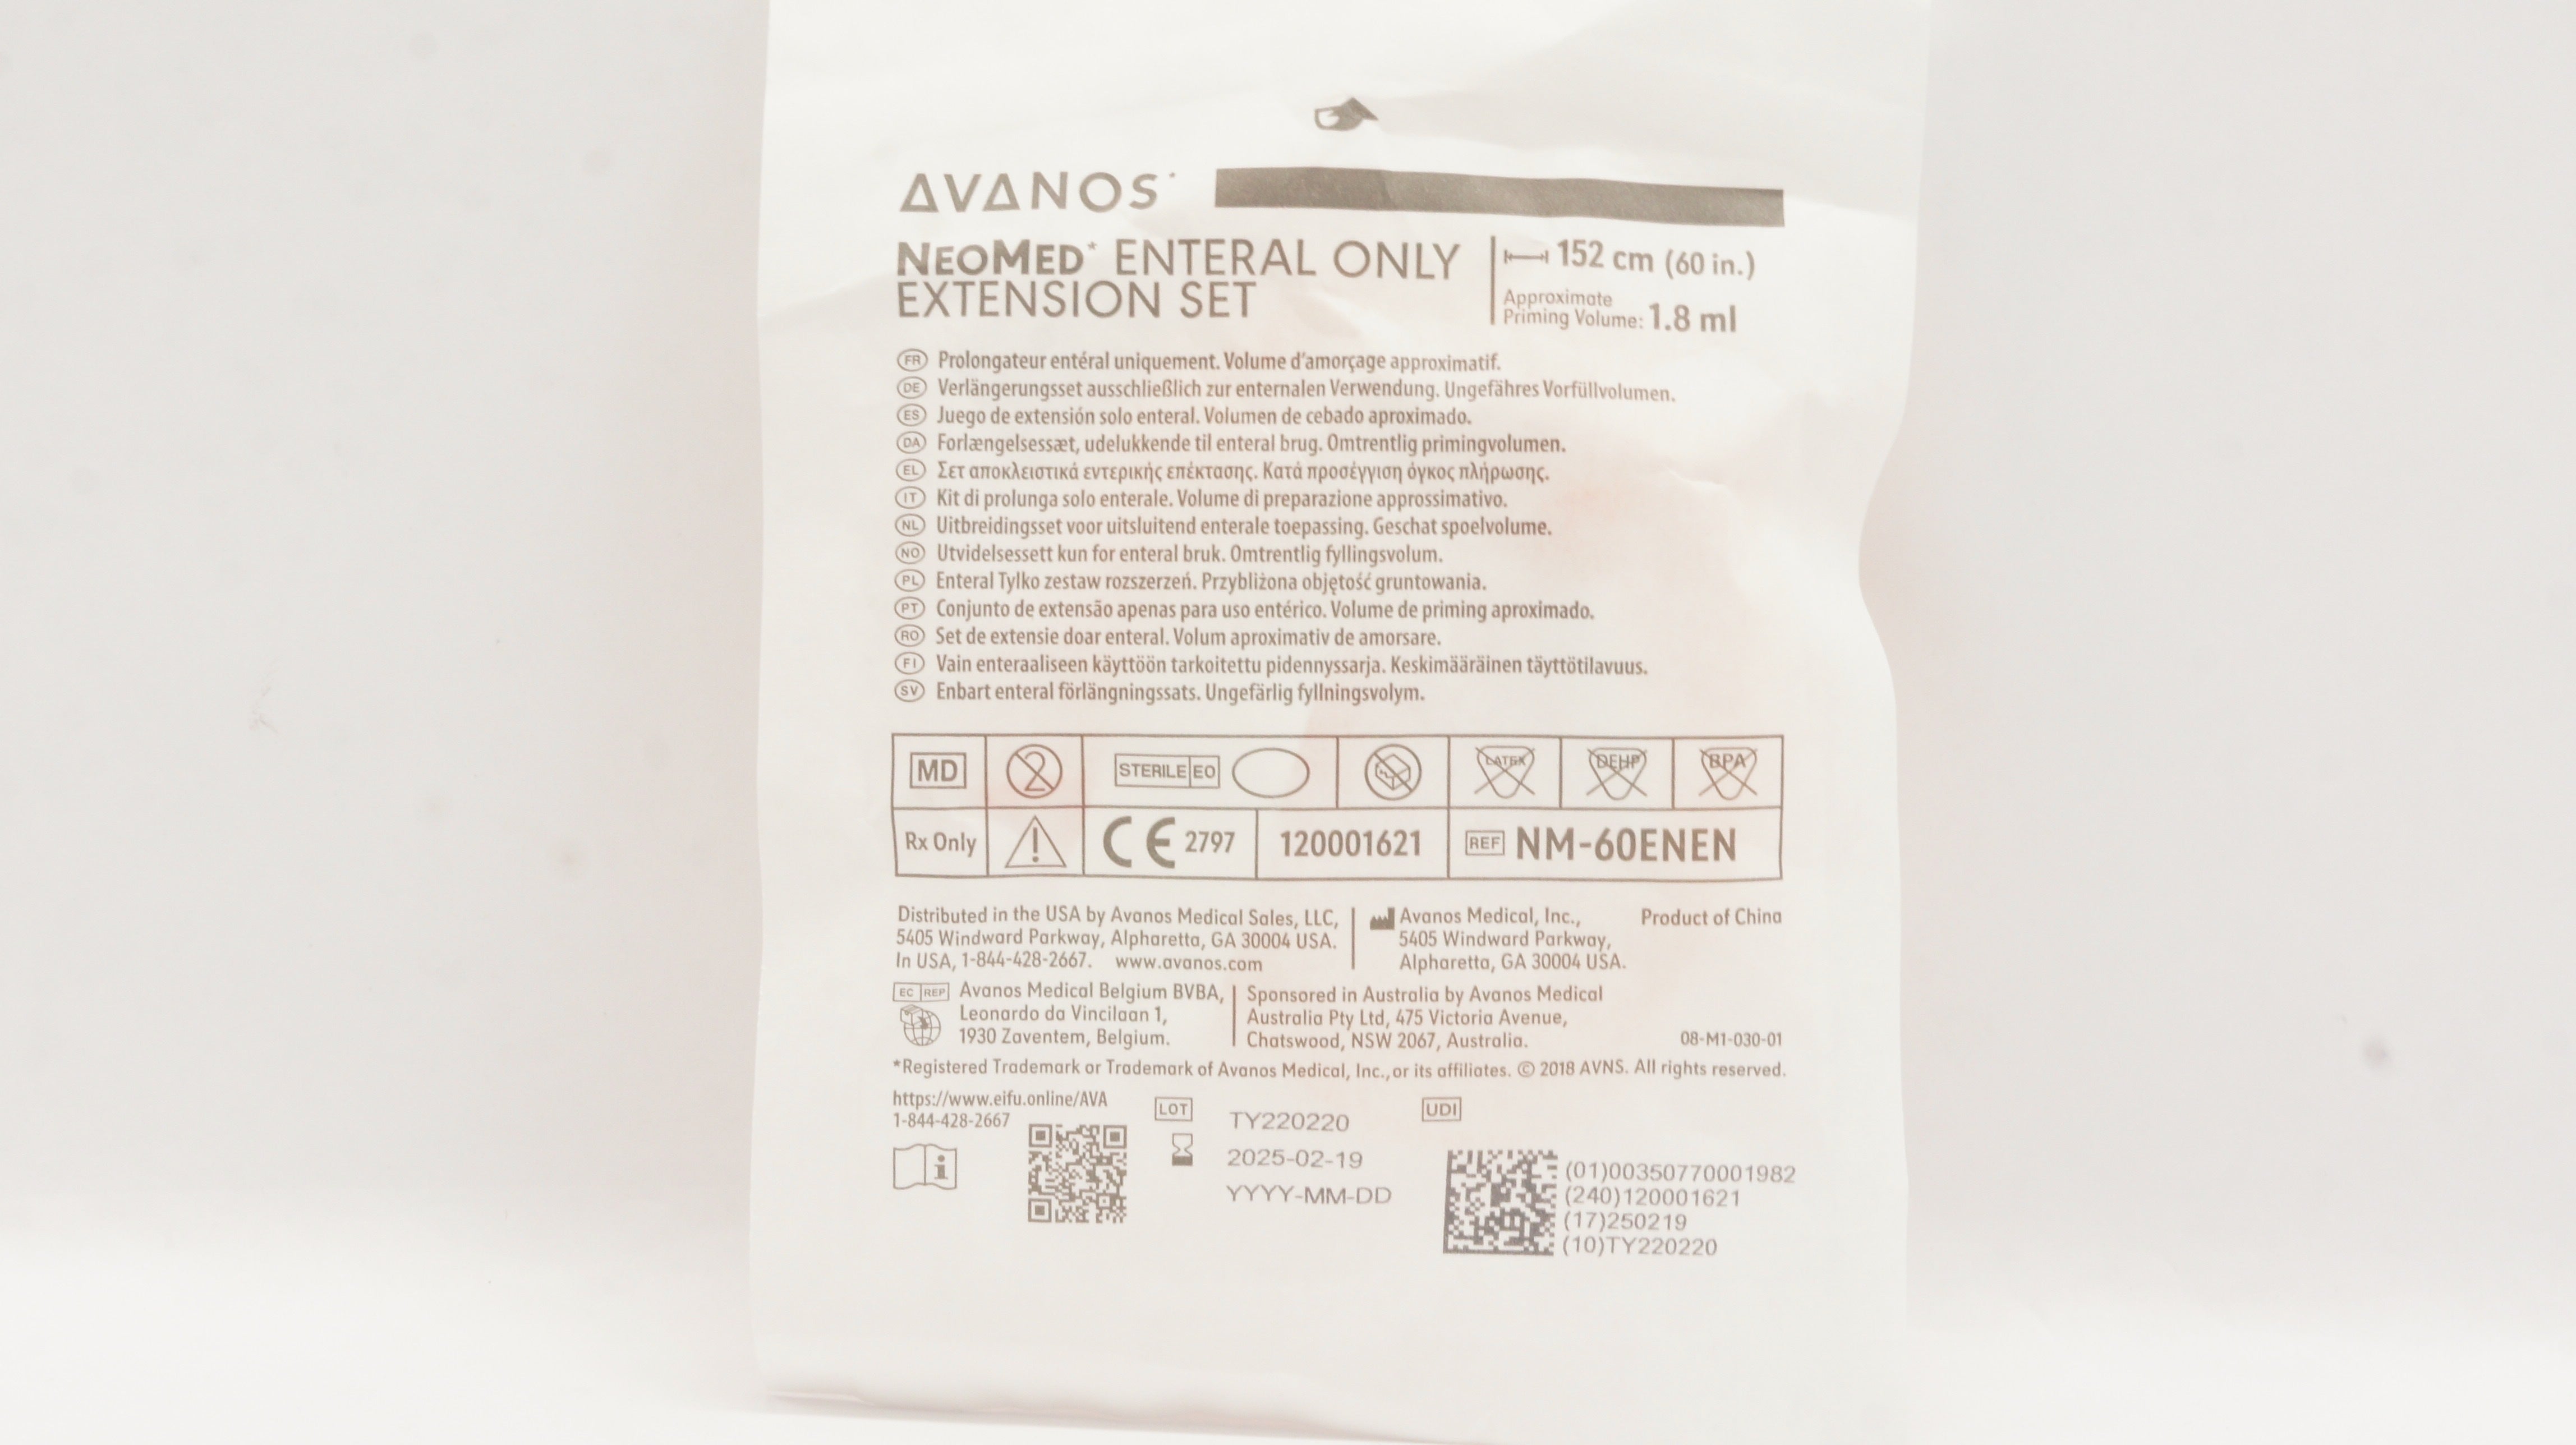 AVANOS*
NEOMED* ENTERAL ONLY
EXTENSION SET
152 cm (60 in.)
Approximate
Priming Volume: 1.8 ml
FR Prolongateur entéral uniquement. Volume d'amorçage approximatif.
DE Verlängerungsset ausschließlich zur enternalen Verwendung. Ungefähres Vorfüllvolumen.
ES Juego de extensión solo enteral. Volumen de cebado aproximado.
DA Forlængelsessæt, udelukkende til enteral brug. Omtrentlig primingvolumen.
EL Σετ αποκλειστικά εντερικής επέκτασης. Κατά προσέγγιση όγκος πλήρωσης.
IT Kit di prolunga solo enterale. Volume di preparazione approssimativo.
NL Uitbreidingsset voor uitsluitend enterale toepassing. Geschat spoelvolume.
NO Utvidelsessett kun for enteral bruk. Omtrentlig fyllingsvolum.
PL Enteral Tylko zestaw rozszerzeń. Przybliżona objętość gruntowania.
PT Conjunto de extensão apenas para uso entérico. Volume de priming aproximado.
RO Set de extensie doar enteral. Volum aproximativ de amorsare.
FI Vain enteraaliseen käyttöön tarkoitettu pidennyssarja. Keskimääräinen täyttötilavuus.
SV Enbart enteral förlängningssats. Ungefärlig fyllningsvolym.
MD 2 STERILE EO LATEX DEHP BPA
Rx Only CE 2797 120001621 REF NM-60ENEN
Distributed in the USA by Avanos Medical Sales, LLC,
5405 Windward Parkway, Alpharetta, GA 30004 USA.
In USA, 1-844-428-2667. www.avanos.com
Avanos Medical, Inc.,
5405 Windward Parkway,
Alpharetta, GA 30004 USA.
Product of China
EC REP Avanos Medical Belgium BVBA,
Leonardo da Vincilaan 1,
1930 Zaventem, Belgium.
Sponsored in Australia by Avanos Medical
Australia Pty Ltd, 475 Victoria Avenue,
Chatswood, NSW 2067, Australia.
08-M1-030-01
*Registered Trademark or Trademark of Avanos Medical, Inc., or its affiliates. © 2018 AVNS. All rights reserved.
https://www.eifu.online/AVA
1-844-428-2667
LOT TY220220
2025-02-19
YYYY-MM-DD
UDI
(01)00350770001982
(240)120001621
(17)250219
(10)TY220220